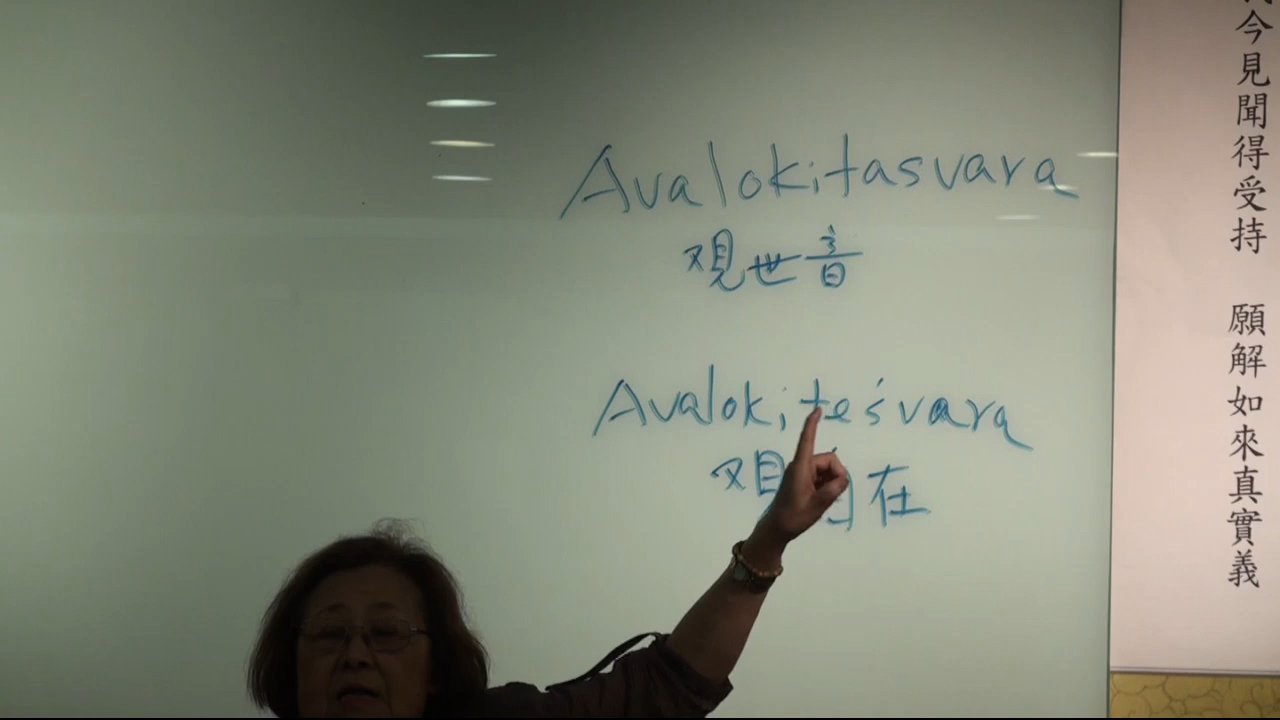 Avalokitasvara
观世音
Avalokiteśvara
观自在
今見聞得受持 願解如來真實義